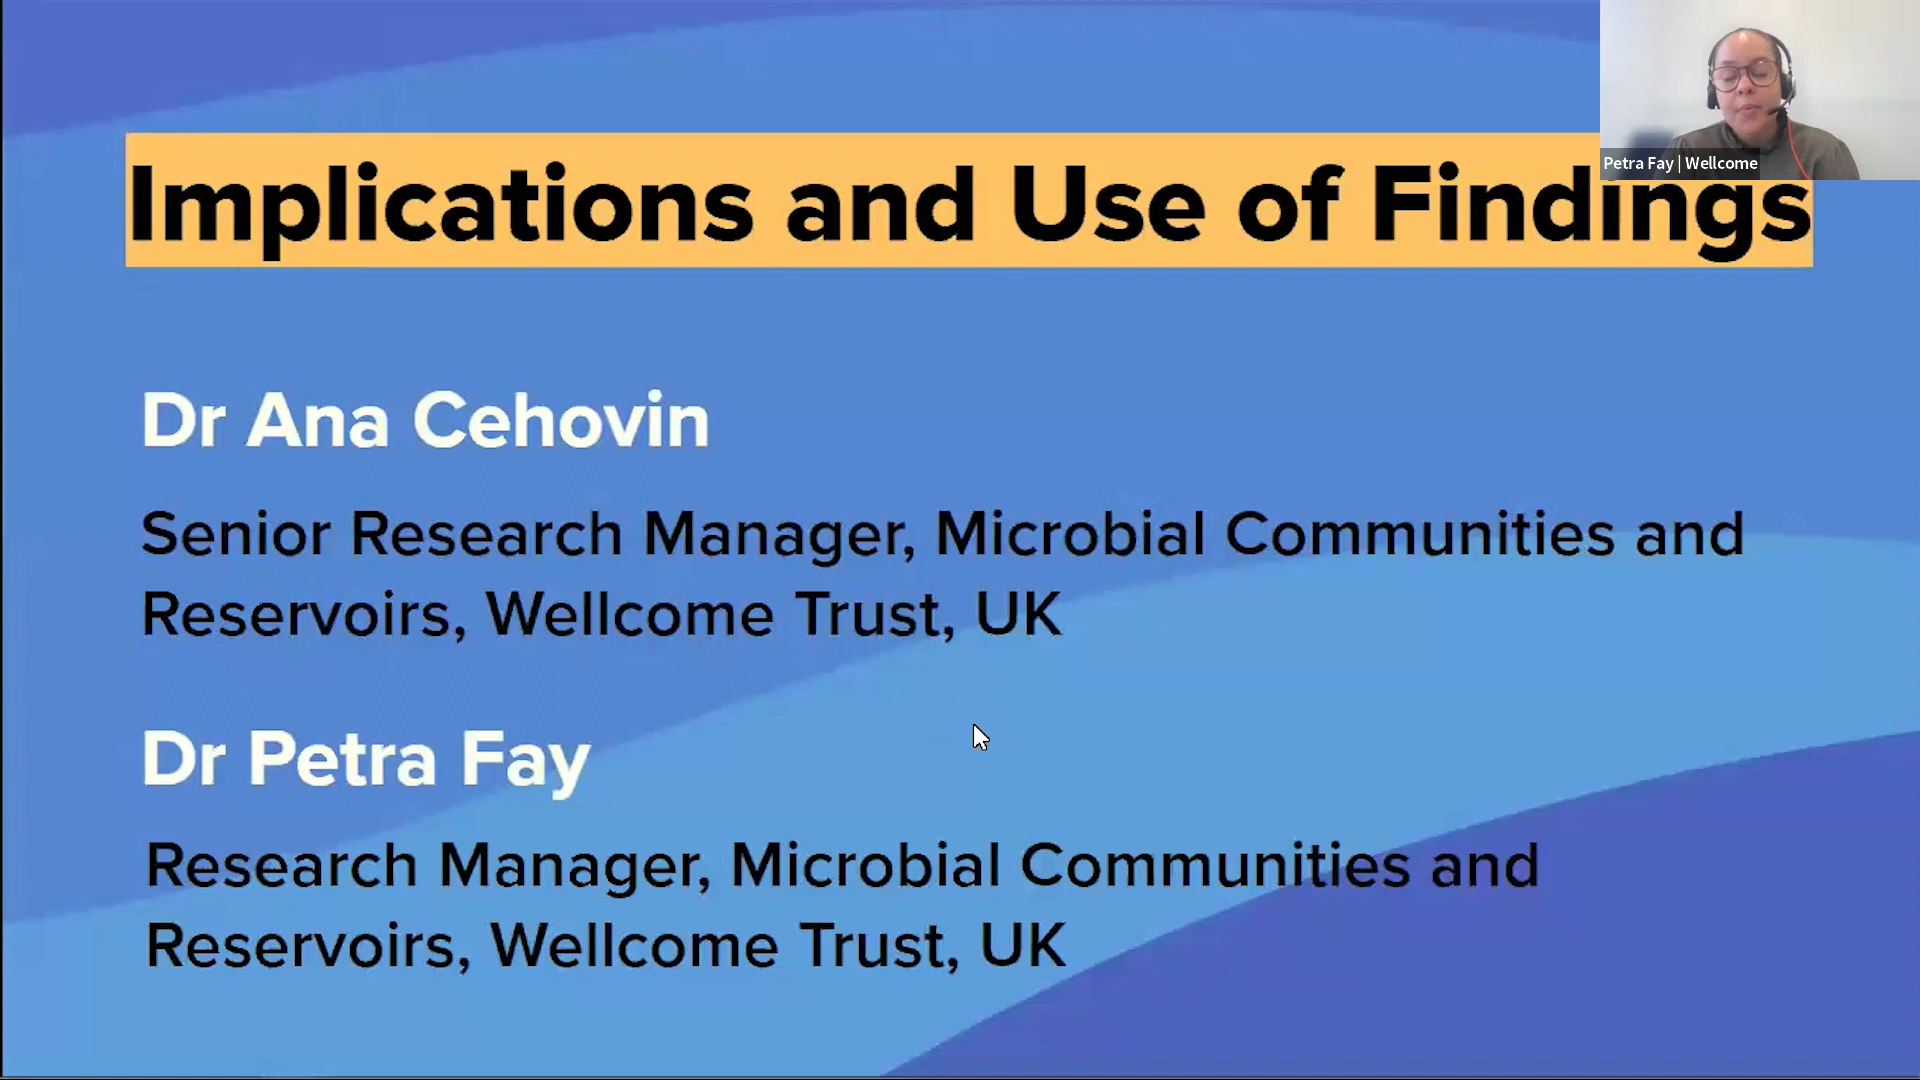 Petra Fay | Wellcome
Implications and Use of Findings
Dr Ana Cehovin
Senior Research Manager, Microbial Communities and
Reservoirs, Wellcome Trust, UK
Dr Petra Fay
Research Manager, Microbial Communities and
Reservoirs, Wellcome Trust, UK